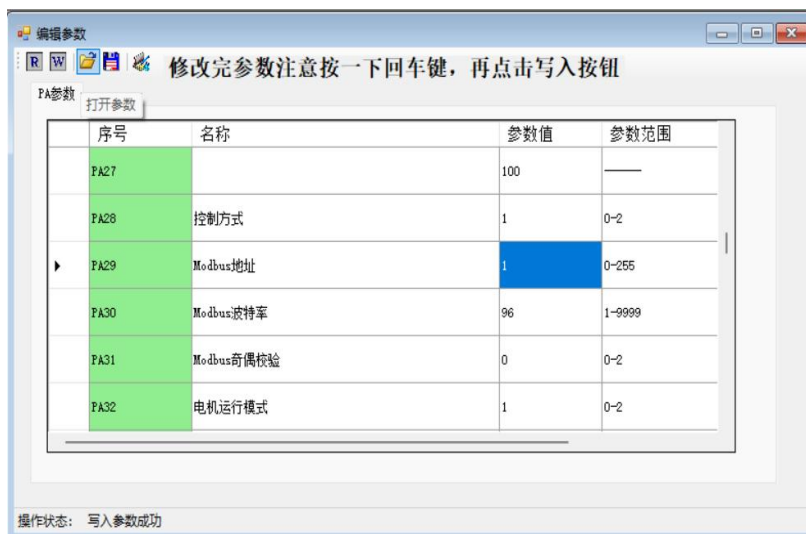 编辑参数
R W 修改完参数注意按一下回车键，再点击写入按钮
PA参数
打开参数
序号 名称 参数值 参数范围
PA27 100 ———
PA28 控制方式 1 0-2
PA29 Modbus地址 1 0-255
PA30 Modbus波特率 96 1-9999
PA31 Modbus奇偶校验 0 0-2
PA32 电机运行模式 1 0-2
操作状态： 写入参数成功